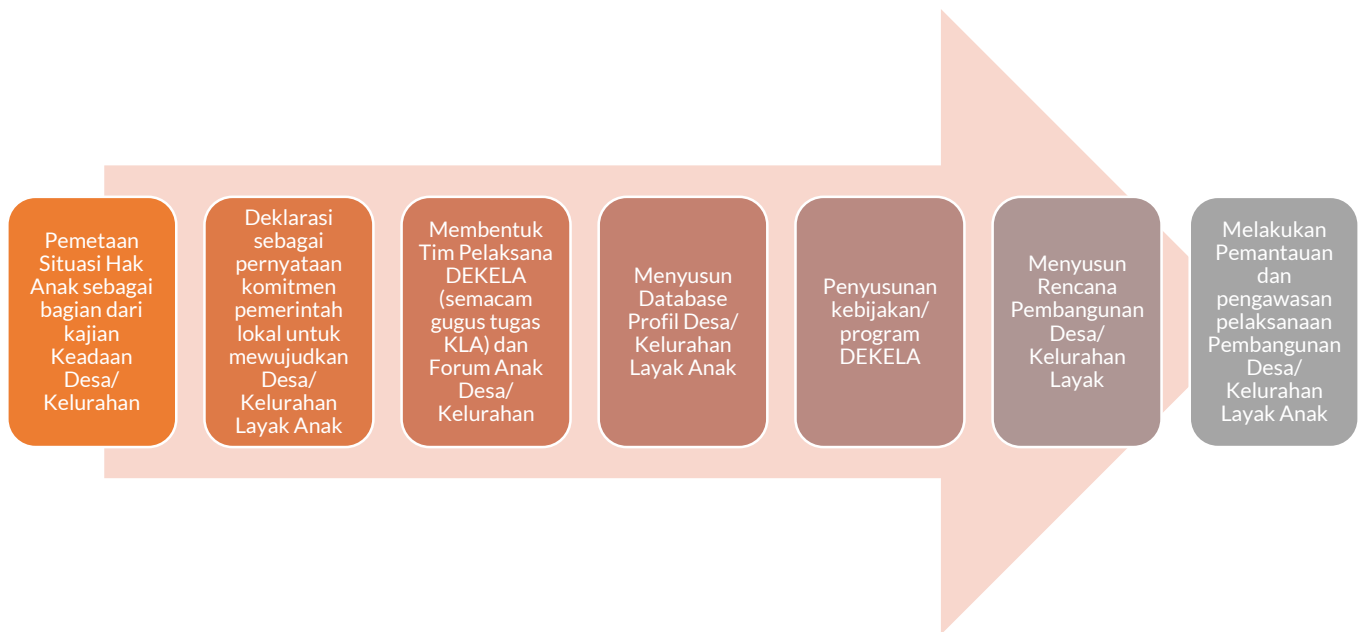 Pemetaan
Situasi Hak
Anak sebagai
bagian dari
kajian
Keadaan
Desa/
Kelurahan
Deklarasi
sebagai
pernyataan
komitmen
pemerintah
lokal untuk
mewujudkan
Desa/
Kelurahan
Layak Anak
Membentuk
Tim Pelaksana
DEKELA
(semacam
gugus tugas
KLA) dan
Forum Anak
Desa/
Kelurahan
Menyusun
Database
Profil Desa/
Kelurahan
Layak Anak
Penyusunan
kebijakan/
program
DEKELA
Menyusun
Rencana
Pembangunan
Desa/
Kelurahan
Layak
Melakukan
Pemantauan
dan
pengawasan
pelaksanaan
Pembangunan
Desa/
Kelurahan
Layak Anak